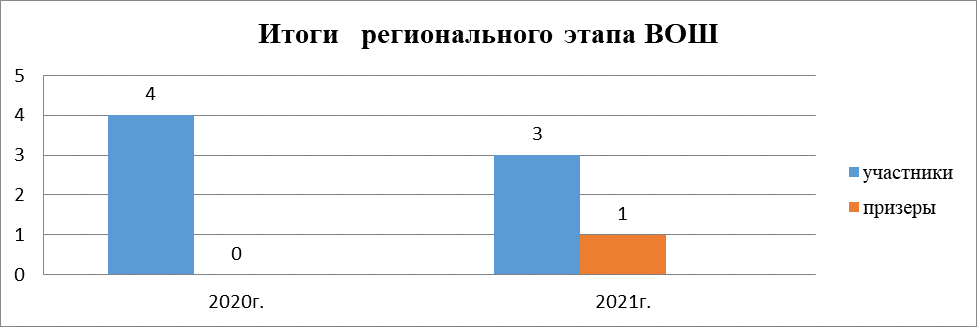 Итоги регионального этапа ВОШ
5
4
3
2
1
0
4
0
3
1
2020г.
2021г.
участники
призеры